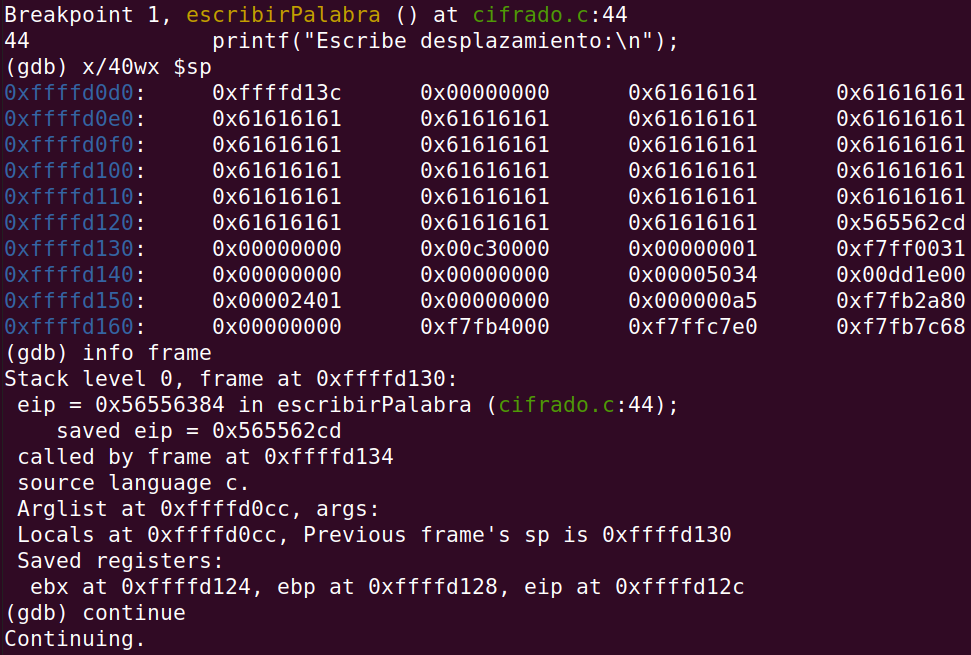 Breakpoint 1, escribirPalabra () at cifrado.c:44
44              printf("Escribe desplazamiento:\n");
(gdb) x/40wx $sp
0xffffd0d0:     0xffffd13c      0x00000000      0x61616161      0x61616161
0xffffd0e0:     0x61616161      0x61616161      0x61616161      0x61616161
0xffffd0f0:     0x61616161      0x61616161      0x61616161      0x61616161
0xffffd100:     0x61616161      0x61616161      0x61616161      0x61616161
0xffffd110:     0x61616161      0x61616161      0x61616161      0x61616161
0xffffd120:     0x61616161      0x61616161      0x61616161      0x565562cd
0xffffd130:     0x00000000      0x00c30000      0x00000001      0xf7ff0031
0xffffd140:     0x00000000      0x00000000      0x00005034      0x00dd1e00
0xffffd150:     0x00002401      0x00000000      0x000000a5      0xf7fb2a80
0xffffd160:     0x00000000      0xf7fb4000      0xf7ffc7e0      0xf7fb7c68
(gdb) info frame
Stack level 0, frame at 0xffffd130:
 eip = 0x56556384 in escribirPalabra (cifrado.c:44);
    saved eip = 0x565562cd
 called by frame at 0xffffd134
 source language c.
 Arglist at 0xffffd0cc, args:
 Locals at 0xffffd0cc, Previous frame's sp is 0xffffd130
 Saved registers:
  ebx at 0xffffd124, ebp at 0xffffd128, eip at 0xffffd12c
(gdb) continue
Continuing.